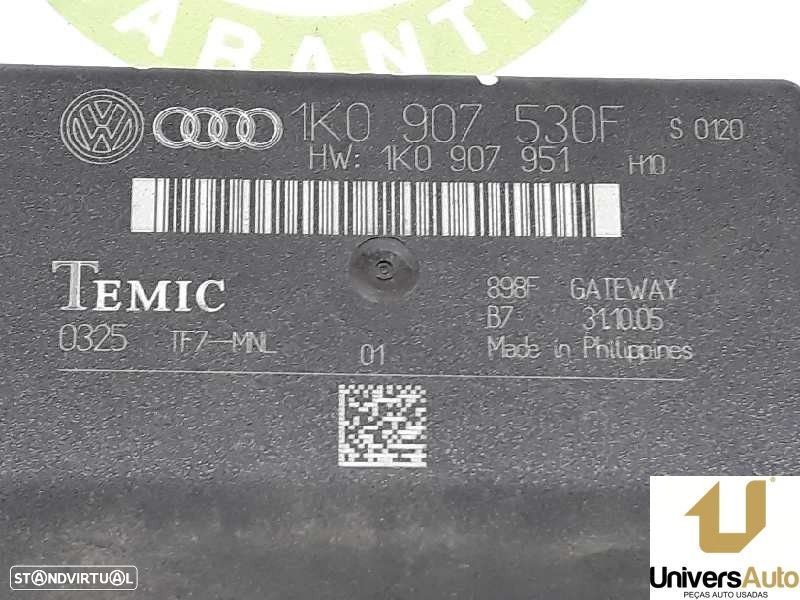 GARANTI
1K0 907 530F S 0120
HW: 1K0 907 951 H10
TEMIC
898F GATEWAY
B7 31.10.05
0325 TF7-MNL 01 Made in Philippines
UniversAuto
PEÇAS AUTO USADAS
STANDVIRTUAL